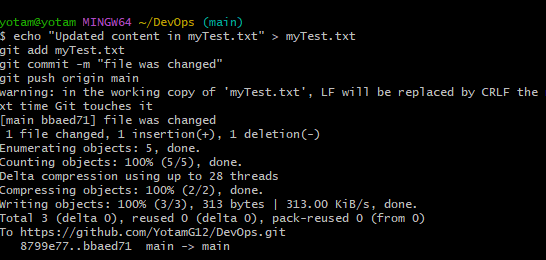 yotam@yotam MINGW64 ~/DevOps (main)
$ echo "Updated content in myTest.txt" > myTest.txt
git add myTest.txt
git commit -m "file was changed"
git push origin main
warning: in the working copy of 'myTest.txt', LF will be replaced by CRLF the
xt time Git touches it
[main bbaed71] file was changed
 1 file changed, 1 insertion(+), 1 deletion(-)
Enumerating objects: 5, done.
Counting objects: 100% (5/5), done.
Delta compression using up to 28 threads
Compressing objects: 100% (2/2), done.
Writing objects: 100% (3/3), 313 bytes | 313.00 KiB/s, done.
Total 3 (delta 0), reused 0 (delta 0), pack-reused 0 (from 0)
To https://github.com/YotamG12/DevOps.git
   8799e77..bbaed71  main -> main